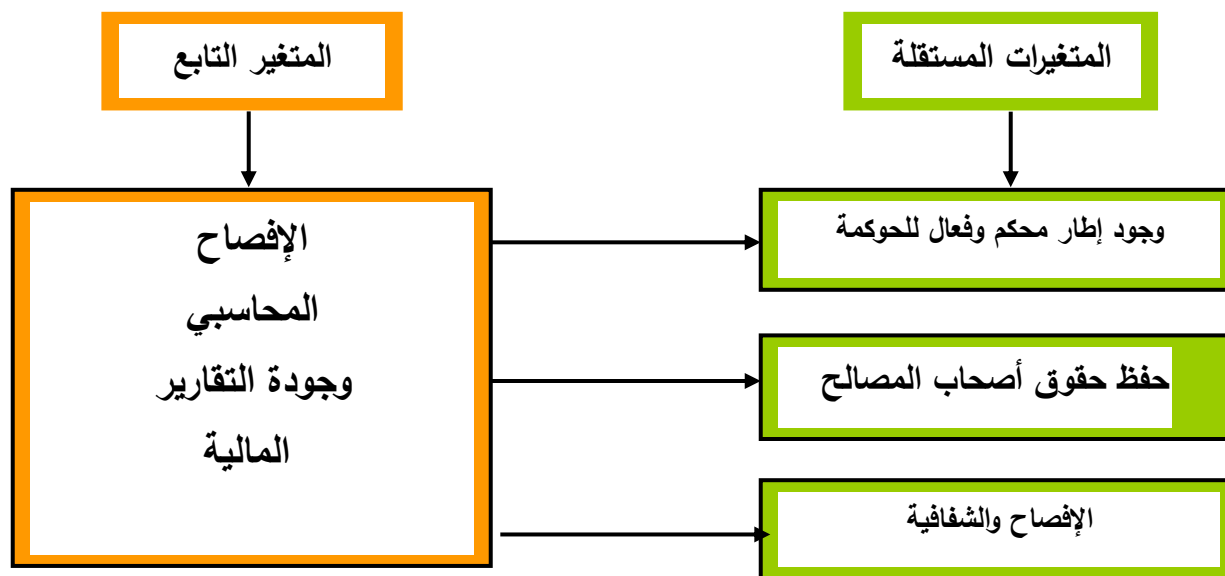 المتغيرات المستقلة
المتغير التابع
وجود إطار محكم وفعال للحوكمة
حفظ حقوق أصحاب المصالح
الإفصاح والشفافية
الإفصاح
المحاسبي
وجودة التقارير
المالية